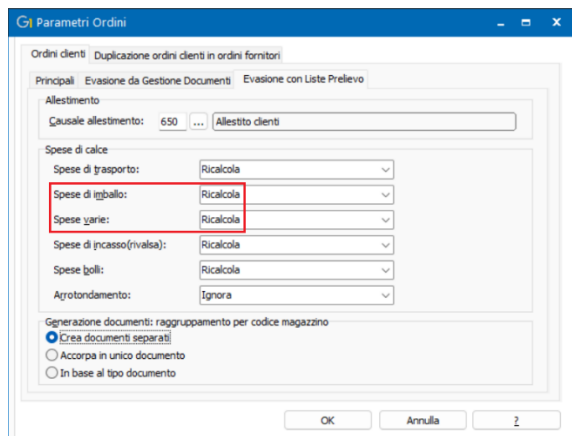 G1 Parametri Ordini
Ordini clienti Duplicazione ordini clienti in ordini fornitori
Principali Evasione da Gestione Documenti Evasione con Liste Prelievo
Allestimento
Causale allestimento: 650 ... Allestito clienti
Spese di calce
Spese di trasporto: Ricalcola
Spese di imballo: Ricalcola
Spese varie: Ricalcola
Spese di incasso(rivalsa): Ricalcola
Spese bolli: Ricalcola
Arrotondamento: Ignora
Generazione documenti: raggruppamento per codice magazzino
Crea documenti separati
Accorpa in unico documento
In base al tipo documento
OK Annulla ?